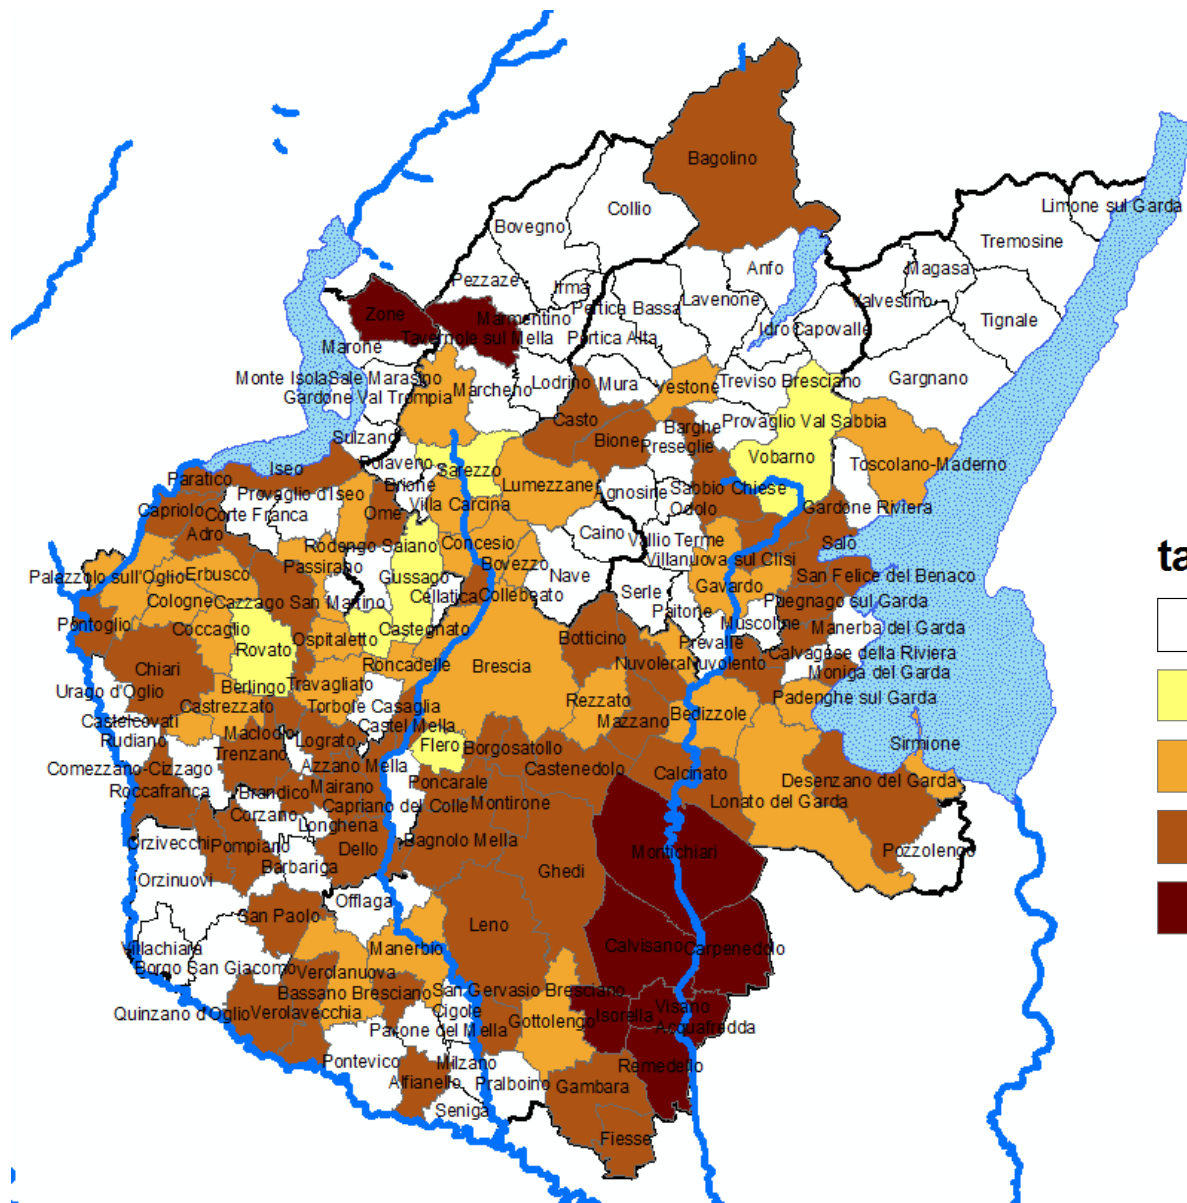 Bagolino
Collio
Limone sul Garda
Bovegno
Tremosine
Anfo
Magasa
Pezzaze
Irma
Lavenone
Valvestino
Pertica Bassa
Zone
Marmentino
Tignale
Idro
Capovalle
Tavernole sul Mella
Pertica Alta
Marone
Monte Isola
Sale Marasino
Treviso Bresciano
Gargnano
Lodrino
Mura
Vestone
Marcheno
Gardone Val Trompia
Casto
Provaglio Val Sabbia
Barghe
Sulzano
Bione
Preseglie
Polaveno
Vobarno
Toscolano-Maderno
Iseo
Sarezzo
Paratico
Brione
Lumezzane
Agnosine
Sabbio Chiese
Provaglio d'Iseo
Villa Carcina
Capriolo
Corte Franca
Ome
Odolo
Gardone Riviera
Adro
Caino
Vallio Terme
Salò
Rodengo Saiano
Concesio
Villanuova sul Clisi
Passirano
Bovezzo
Palazzolo sull'Oglio
Erbusco
Gussago
Nave
San Felice del Benaco
Gavardo
Cellatica
Collebeato
Serle
Cologne
Cazzago San Martino
Puegnago sul Garda
Paitone
Pontoglio
Coccaglio
Castegnato
Muscoline
Manerba del Garda
Ospitaletto
Botticino
Prevalle
Rovato
Calvagese della Riviera
Chiari
Roncadelle
Brescia
Nuvolera
Nuvolento
Moniga del Garda
Urago d'Oglio
Berlingo
Travagliato
Padenghe sul Garda
Rezzato
Castrezzato
Torbole Casaglia
Bedizzole
Castelcovati
Mazzano
Castel Mella
Maclodio
Rudiano
Lograto
Flero
Borgosatollo
Sirmione
Trenzano
Azzano Mella
Comezzano-Cizzago
Castenedolo
Calcinato
Desenzano del Garda
Roccafranca
Brandico
Mairano
Poncarale
Capriano del Colle
Montirone
Lonato del Garda
Corzano
Longhena
Orzivecchi
Pompiano
Dello
Bagnolo Mella
Montichiari
Pozzolengo
Barbariga
Ghedi
Orzinuovi
Offlaga
San Paolo
Leno
Villachiara
Manerbio
Calvisano
Carpenedolo
Borgo San Giacomo
Verolanuova
Bassano Bresciano
San Gervasio Bresciano
Visano
Quinzano d'Oglio
Verolavecchia
Cigole
Gottolengo
Isorella
Acquafredda
Pavone del Mella
Pontevico
Milzano
Remedello
Alfianello
Pralboino
Gambara
Seniga
Fiesse
ta